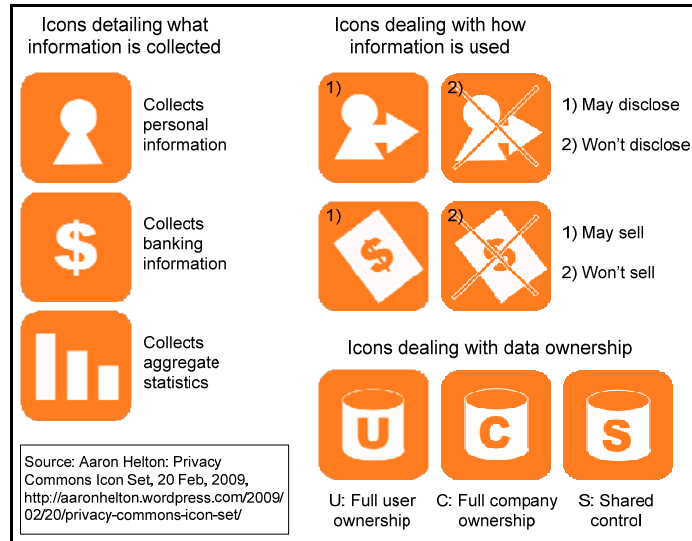 Icons detailing what
information is collected
Collects
personal
information
$
Collects
banking
information
Collects
aggregate
statistics
Source: Aaron Helton: Privacy
Commons Icon Set, 20 Feb, 2009,
http://aaronhelton.wordpress.com/2009/
02/20/privacy-commons-icon-set/
Icons dealing with how
information is used
1)
2)
1) May disclose
2) Won't disclose
1)
$
2)
$
1) May sell
2) Won't sell
Icons dealing with data ownership
U
C
S
U: Full user
ownership
C: Full company
ownership
S: Shared
control